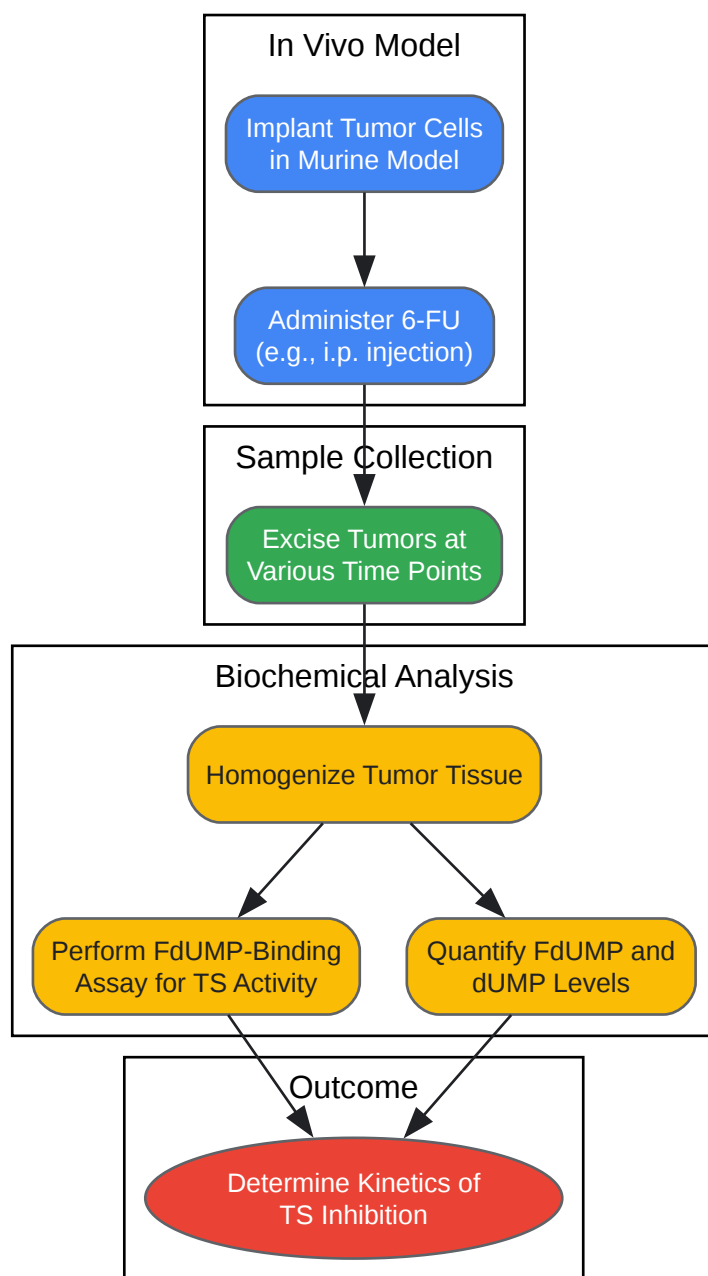 In Vivo Model
Implant Tumor Cells
in Murine Model
Administer 6-FU
(e.g., i.p. injection)
Sample Collection
Excise Tumors at
Various Time Points
Biochemical Analysis
Homogenize Tumor Tissue
Perform FdUMP-Binding
Assay for TS Activity
Quantify FdUMP and
dUMP Levels
Outcome
Determine Kinetics of
TS Inhibition